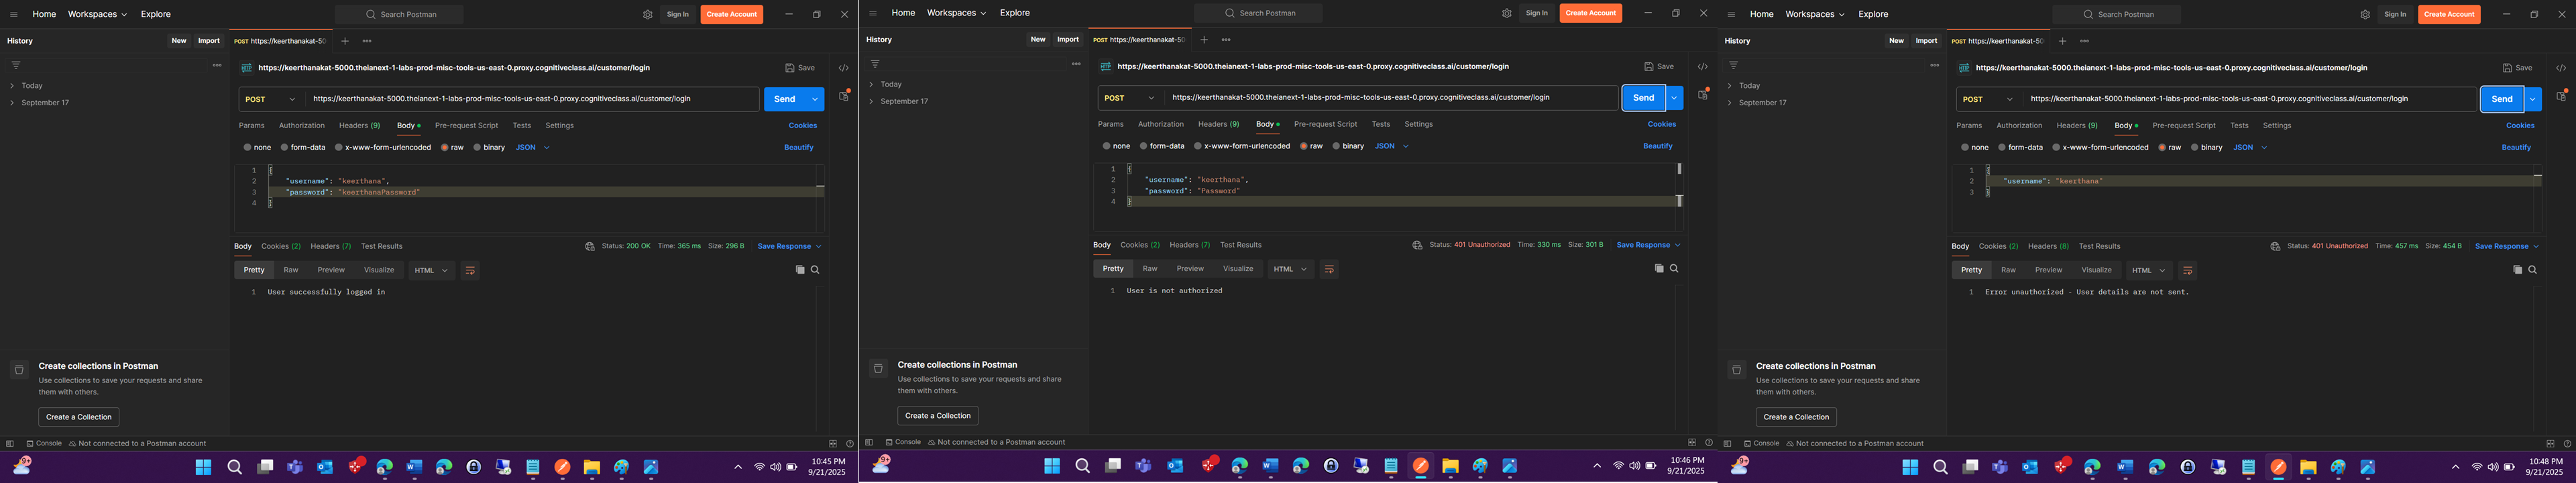 Home Workspaces Explore
Search Postman
Sign In Create Account
History New Import
POST https://keerthanakat-50
Today
September 17
HTTP https://keerthanakat-5000.theianext-1-labs-prod-misc-tools-us-east-0.proxy.cognitiveclass.ai/customer/login Save
POST https://keerthanakat-5000.theianext-1-labs-prod-misc-tools-us-east-0.proxy.cognitiveclass.ai/customer/login Send
Params Authorization Headers (9) Body Pre-request Script Tests Settings Cookies
none form-data x-www-form-urlencoded raw binary JSON Beautify
1 {
2 "username": "keerthana",
3 "password": "keerthanaPassword"
4 }
Body Cookies (2) Headers (7) Test Results Status: 200 OK Time: 365 ms Size: 296 B Save Response
Pretty Raw Preview Visualize HTML
1 User successfully logged in
Create collections in Postman
Use collections to save your requests and share
them with others.
Create a Collection
Console Not connected to a Postman account
9+
10:45 PM
9/21/2025
Home Workspaces Explore
Search Postman
Sign In Create Account
History New Import
POST https://keerthanakat-50
Today
September 17
HTTP https://keerthanakat-5000.theianext-1-labs-prod-misc-tools-us-east-0.proxy.cognitiveclass.ai/customer/login Save
POST https://keerthanakat-5000.theianext-1-labs-prod-misc-tools-us-east-0.proxy.cognitiveclass.ai/customer/login Send
Params Authorization Headers (9) Body Pre-request Script Tests Settings Cookies
none form-data x-www-form-urlencoded raw binary JSON Beautify
1 {
2 "username": "keerthana",
3 "password": "Password"
4 }
Body Cookies (2) Headers (7) Test Results Status: 401 Unauthorized Time: 330 ms Size: 301 B Save Response
Pretty Raw Preview Visualize HTML
1 User is not authorized
Create collections in Postman
Use collections to save your requests and share
them with others.
Create a Collection
Console Not connected to a Postman account
9+
10:46 PM
9/21/2025
Home Workspaces Explore
Search Postman
Sign In Create Account
History New Import
POST https://keerthanakat-50
Today
September 17
HTTP https://keerthanakat-5000.theianext-1-labs-prod-misc-tools-us-east-0.proxy.cognitiveclass.ai/customer/login Save
POST https://keerthanakat-5000.theianext-1-labs-prod-misc-tools-us-east-0.proxy.cognitiveclass.ai/customer/login Send
Params Authorization Headers (9) Body Pre-request Script Tests Settings Cookies
none form-data x-www-form-urlencoded raw binary JSON Beautify
1 {
2 "username": "keerthana"
3 }
Body Cookies (2) Headers (8) Test Results Status: 401 Unauthorized Time: 457 ms Size: 454 B Save Response
Pretty Raw Preview Visualize HTML
1 Error unauthorized - User details are not sent.
Create collections in Postman
Use collections to save your requests and share
them with others.
Create a Collection
Console Not connected to a Postman account
9+
10:48 PM
9/21/2025